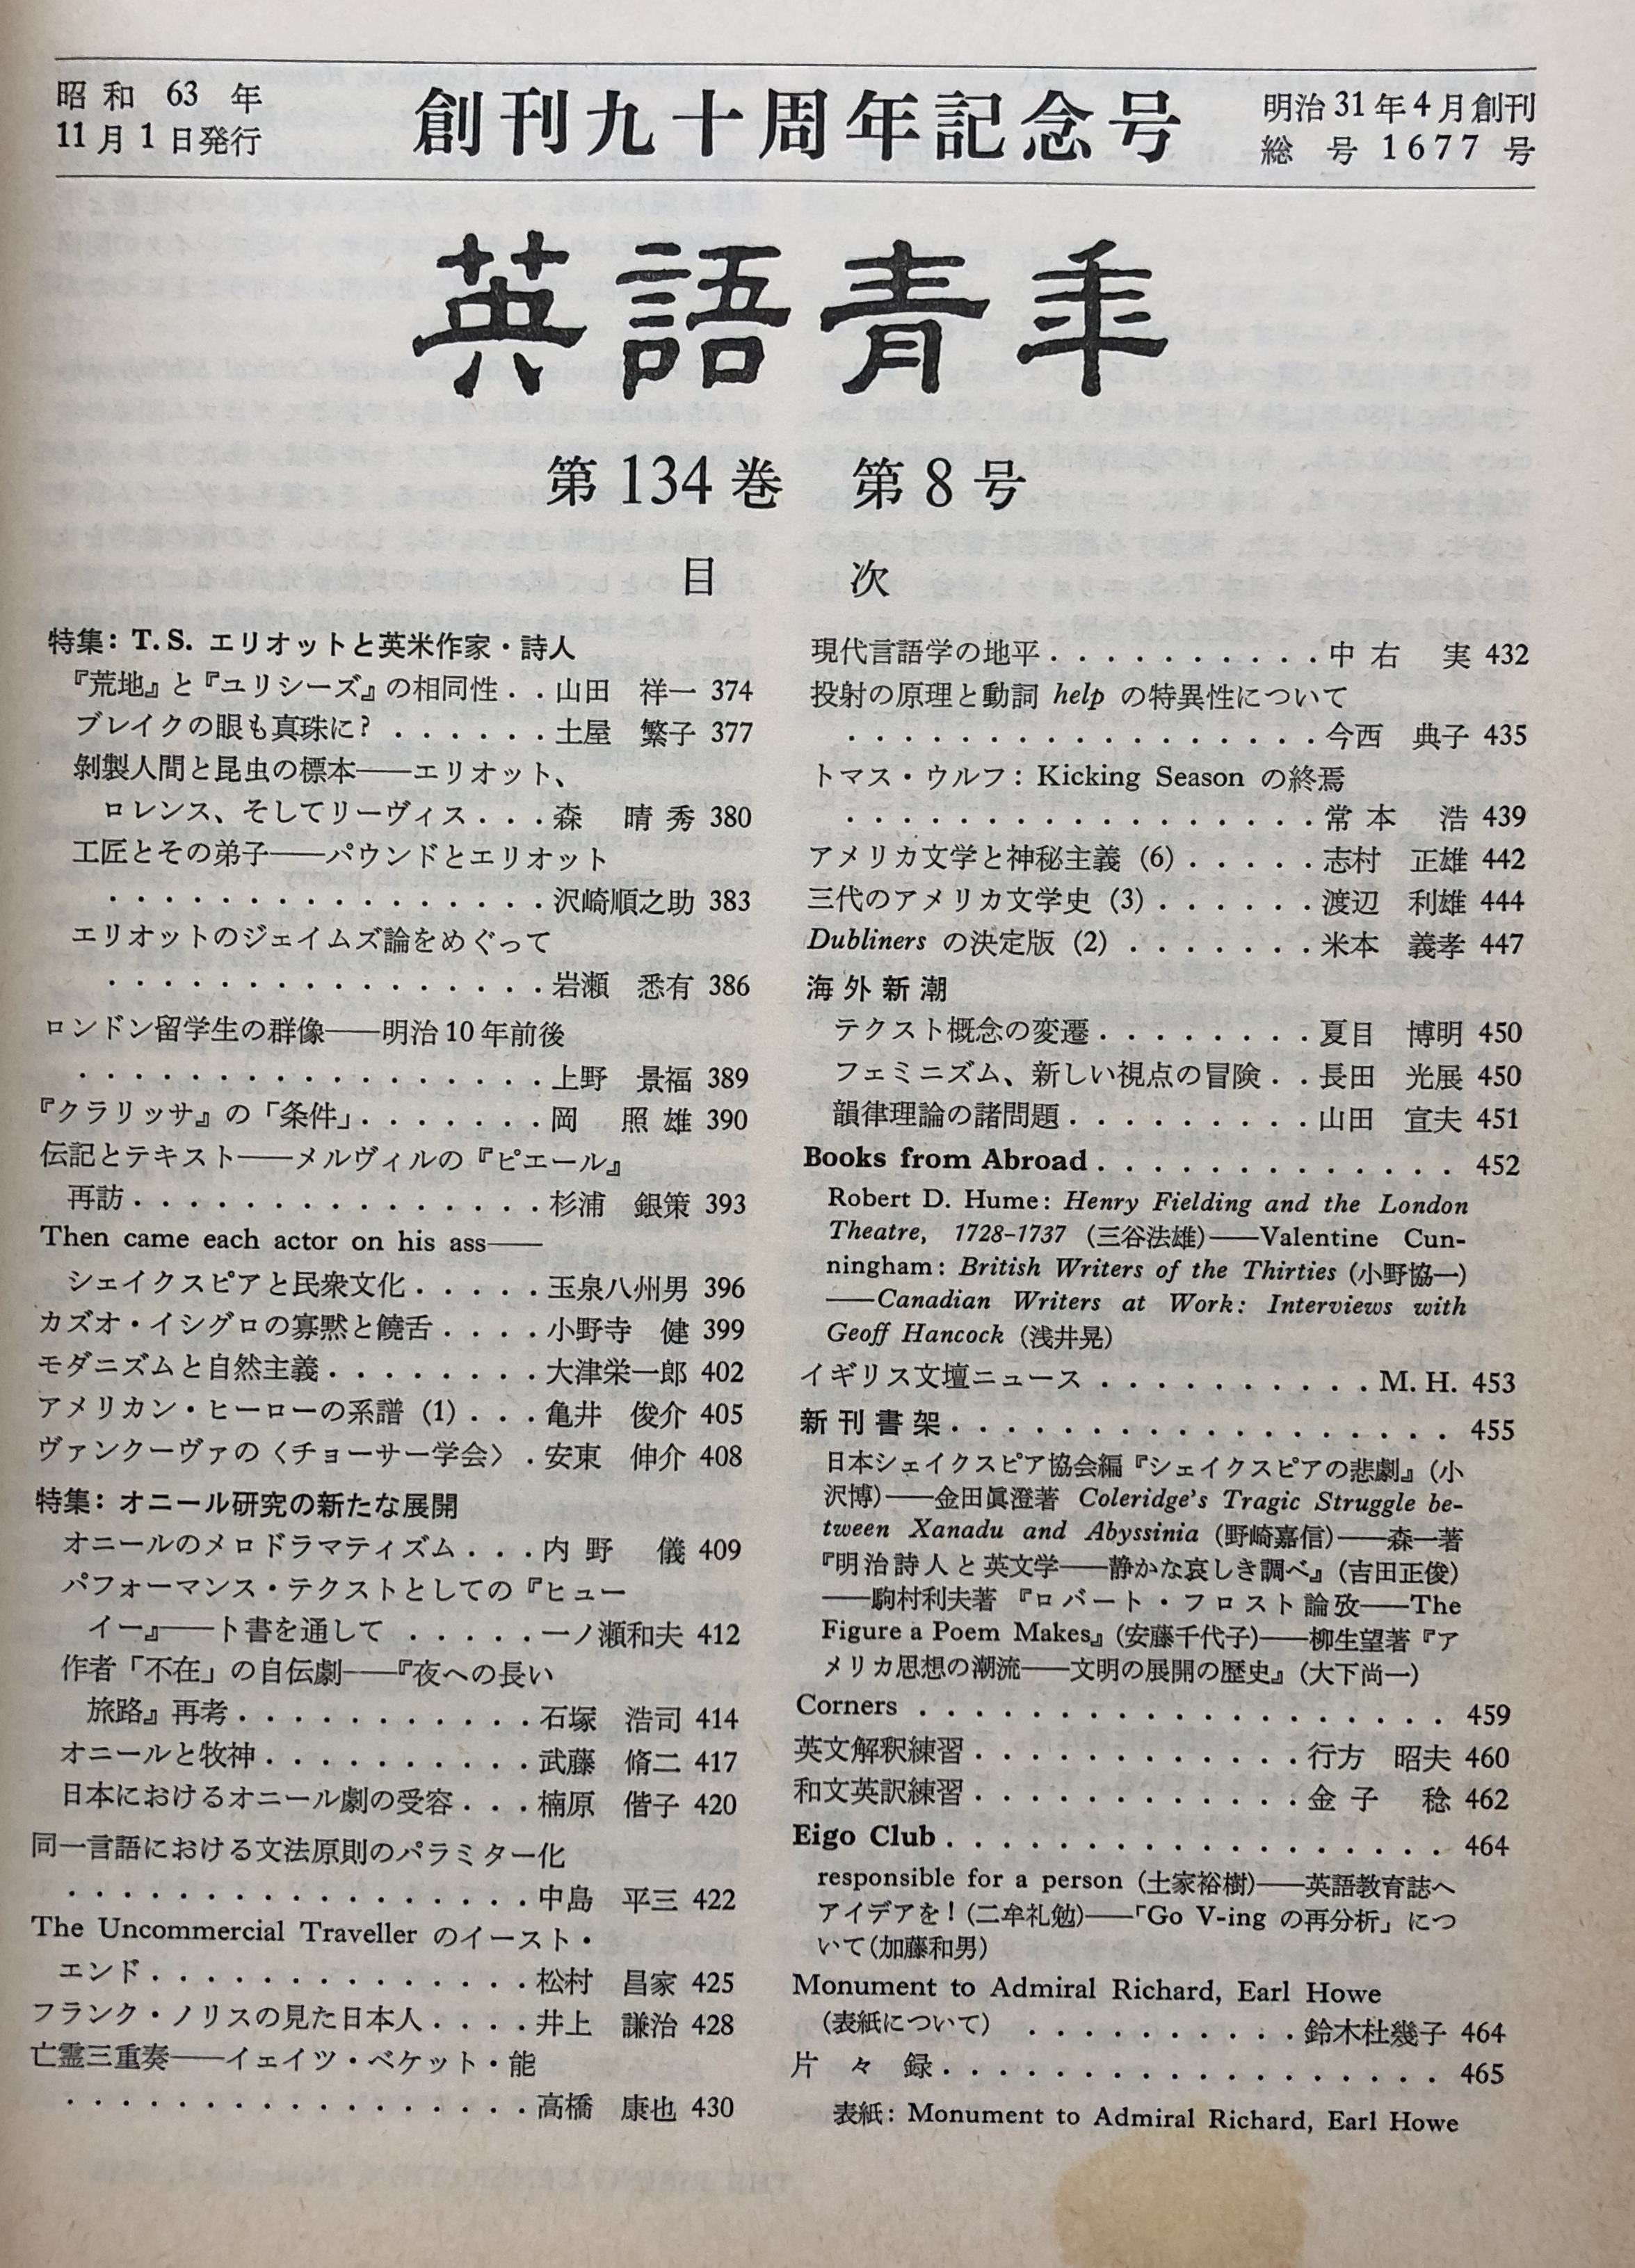 昭和 63 年
11月1日発行
創刊九十周年記念号
明治31年4月創刊
総 号 1677 号
英語青年
第134巻 第8号
目 次
特集: T.S. エリオットと英米作家・詩人
『荒地』と『ユリシーズ』の相同性..山田 祥一 374
ブレイクの眼も真珠に? ......土屋 繁子 377
剝製人間と昆虫の標本——エリオット、
ロレンス、そしてリーヴィス...森 晴秀 380
工匠とその弟子——パウンドとエリオット
................沢崎順之助 383
エリオットのジェイムズ論をめぐって
................岩瀬 悉有 386
ロンドン留学生の群像——明治10年前後
.................上野 景福 389
『クラリッサ』の「条件」.......岡 照雄 390
伝記とテキスト——メルヴィルの『ピエール』
再訪...............杉浦 銀策 393
Then came each actor on his ass——
シェイクスピアと民衆文化.....玉泉八州男 396
カズオ・イシグロの寡黙と饒舌....小野寺 健 399
モダニズムと自然主義........大津栄一郎 402
アメリカン・ヒーローの系譜 (1)...亀井 俊介 405
ヴァンクーヴァの〈チョーサー学会〉.安東 伸介 408
特集: オニール研究の新たな展開
オニールのメロドラマティズム...内野 儀 409
パフォーマンス・テクストとしての『ヒュー
イー』——ト書を通して .....一ノ瀬和夫 412
作者「不在」の自伝劇——『夜への長い
旅路』再考...........石塚 浩司 414
オニールと牧神..........武藤 脩二 417
日本におけるオニール劇の受容...楠原 偕子 420
同一言語における文法原則のパラミター化
.................中島 平三 422
The Uncommercial Traveller のイースト・
エンド..............松村 昌家 425
フランク・ノリスの見た日本人....井上 謙治 428
亡霊三重奏——イェイツ・ベケット・能
.................高橋 康也 430
現代言語学の地平..........中右 実 432
投射の原理と動詞 help の特異性について
.................今西 典子 435
トマス・ウルフ: Kicking Season の終焉
.................常本 浩 439
アメリカ文学と神秘主義 (6).....志村 正雄 442
三代のアメリカ文学史 (3)......渡辺 利雄 444
Dubliners の決定版 (2) .......米本 義孝 447
海外新潮
テクスト概念の変遷........夏目 博明 450
フェミニズム、新しい視点の冒険..長田 光展 450
韻律理論の諸問題.........山田 宣夫 451
Books from Abroad............. 452
Robert D. Hume: Henry Fielding and the London
Theatre, 1728-1737 (三谷法雄)——Valentine Cun-
ningham: British Writers of the Thirties (小野協一)
——Canadian Writers at Work: Interviews with
Geoff Hancock (浅井晃)
イギリス文壇ニュース ..........M. H. 453
新刊書架.................. 455
日本シェイクスピア協会編『シェイクスピアの悲劇』(小
沢博)——金田眞澄著 Coleridge's Tragic Struggle be-
tween Xanadu and Abyssinia (野崎嘉信)——森一著
『明治詩人と英文学——静かな哀しき調べ』(吉田正俊)
——駒村利夫著 『ロバート・フロスト論攷——The
Figure a Poem Makes』(安藤千代子)——柳生望著『ア
メリカ思想の潮流——文明の展開の歴史』(大下尚一)
Corners ................... 459
英文解釈練習............行方 昭夫 460
和文英訳練習............金子 稔 462
Eigo Club.................. 464
responsible for a person (土家裕樹)——英語教育誌へ
アイデアを! (二牟礼勉)——「Go V-ing の再分析」につ
いて(加藤和男)
Monument to Admiral Richard, Earl Howe
(表紙について) ..........鈴木杜幾子 464
片々録.................. 465
表紙: Monument to Admiral Richard, Earl Howe